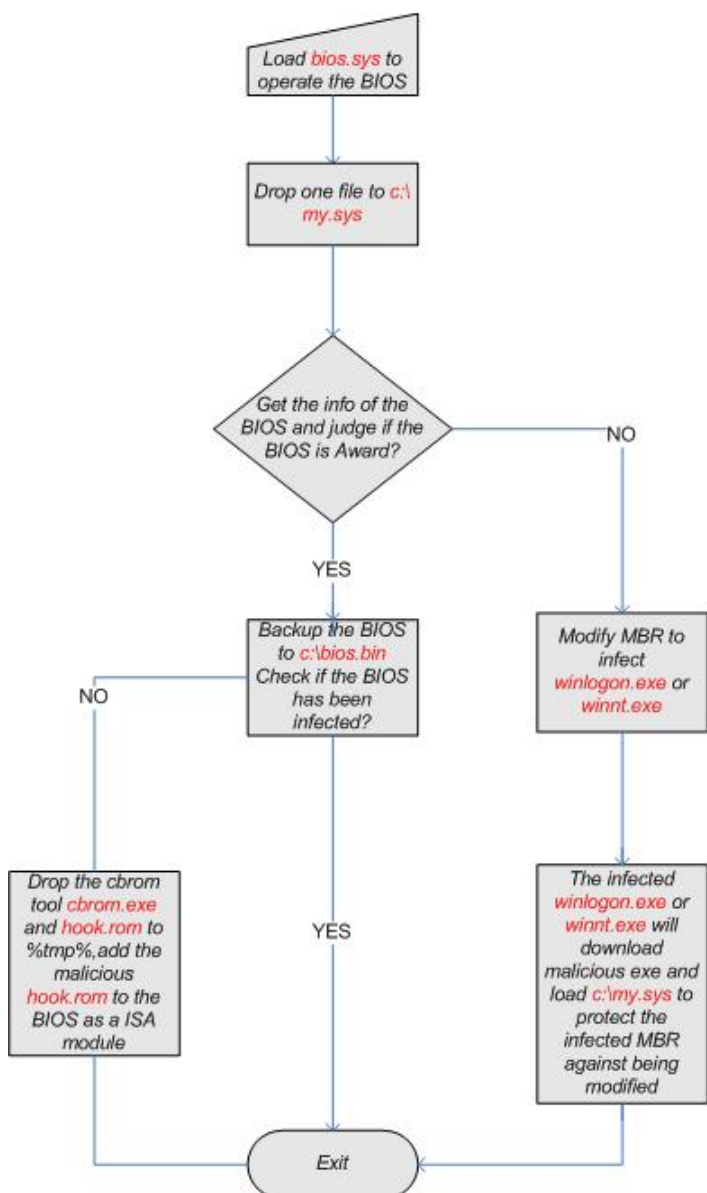 Load bios.sys to
operate the BIOS
Drop one file to c:\
my.sys
Get the info of the
BIOS and judge if the
BIOS is Award?
NO
YES
Backup the BIOS
to c:\bios.bin
Check if the BIOS
has been
infected?
Modify MBR to
infect
winlogon.exe or
winnt.exe
NO
Drop the cbrom
tool cbrom.exe
and hook.rom to
%tmp%,add the
malicious
hook.rom to the
BIOS as a ISA
module
YES
The infected
winlogon.exe or
winnt.exe will
download
malicious exe and
load c:\my.sys to
protect the
infected MBR
against being
modified
Exit